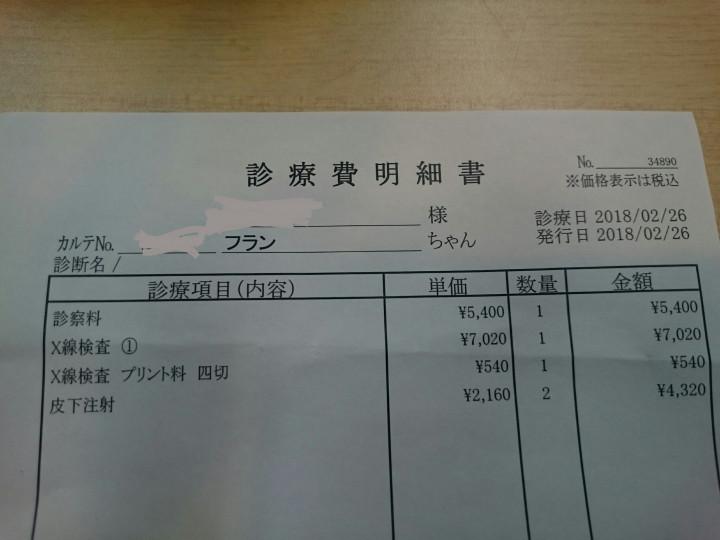 診療費明細書
No. 34890
※価格表示は税込
様
診療日 2018/02/26
カルテNo. フラン ちゃん
発行日 2018/02/26
診断名 /
診療項目(内容) 単価 数量 金額
診察料 ¥5,400 1 ¥5,400
X線検査 ① ¥7,020 1 ¥7,020
X線検査 プリント料 四切 ¥540 1 ¥540
皮下注射 ¥2,160 2 ¥4,320